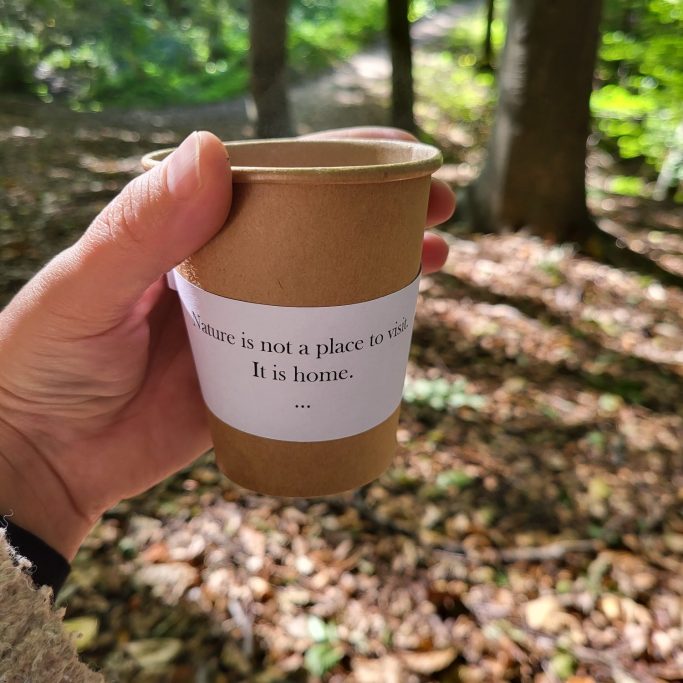 Nature is not a place to visit.
It is home.
...